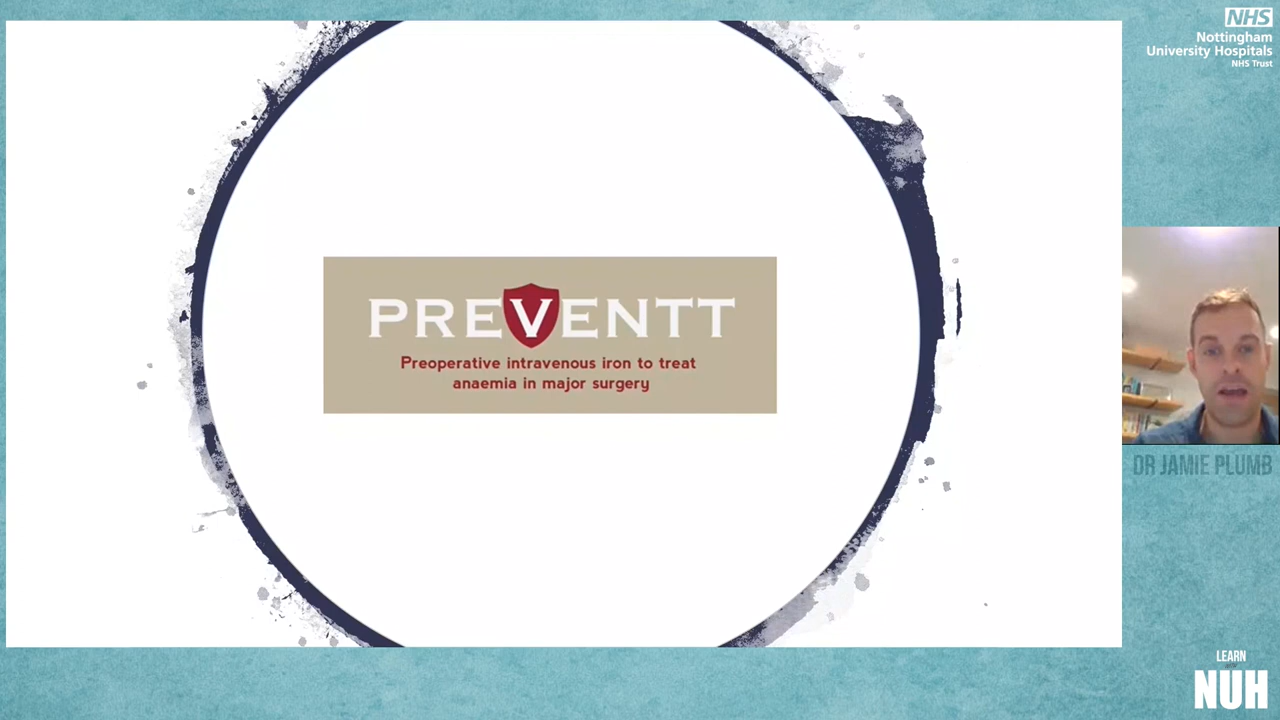 PREVENTT
Preoperative intravenous iron to treat
anaemia in major surgery
NHS
Nottingham
University Hospitals
NHS Trust
DR JAMIE PLUMB
LEARN
NUH